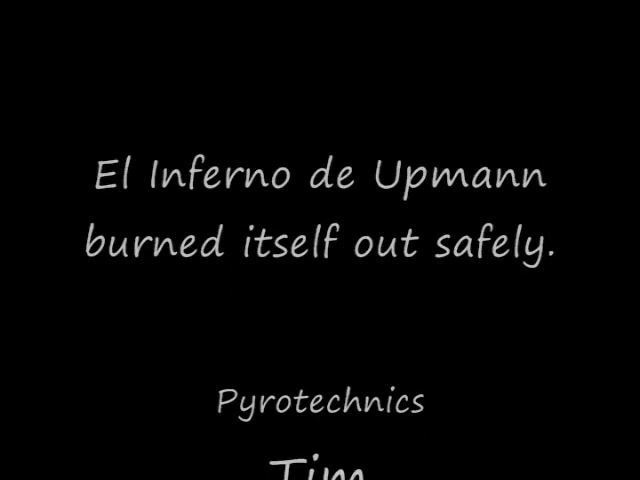 El Inferno de Upmann
burned itself out safely.
Pyrotechnics
Tim